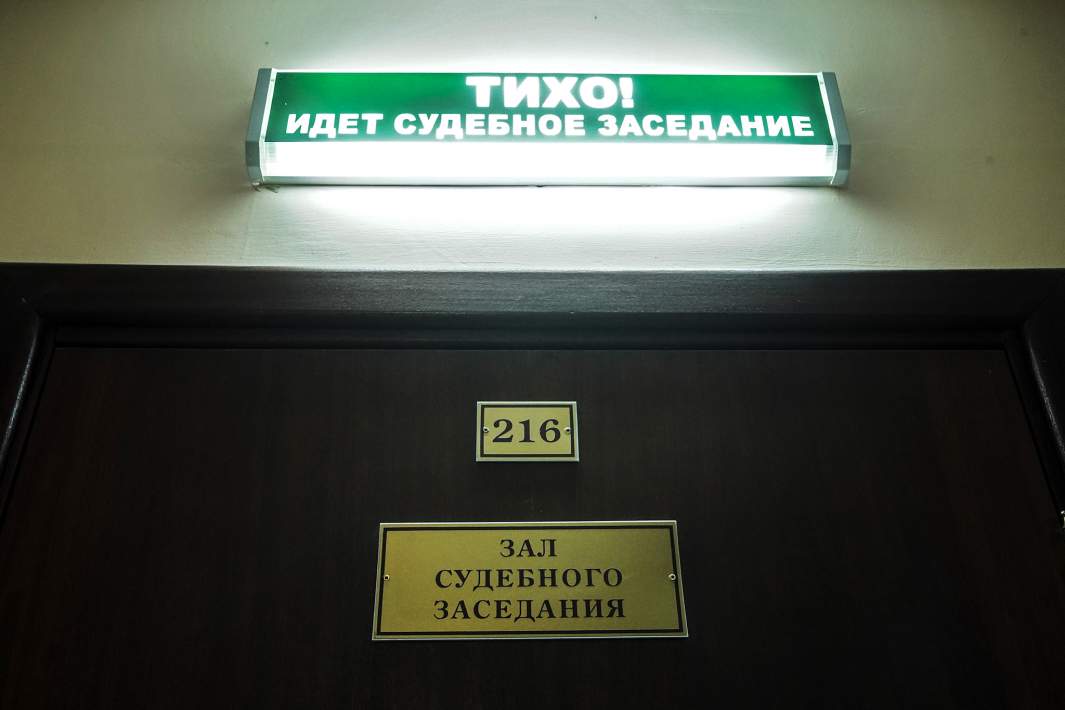 ТИХО!
ИДЕТ СУДЕБНОЕ ЗАСЕДАНИЕ
216
ЗАЛ
СУДЕБНОГО
ЗАСЕДАНИЯ